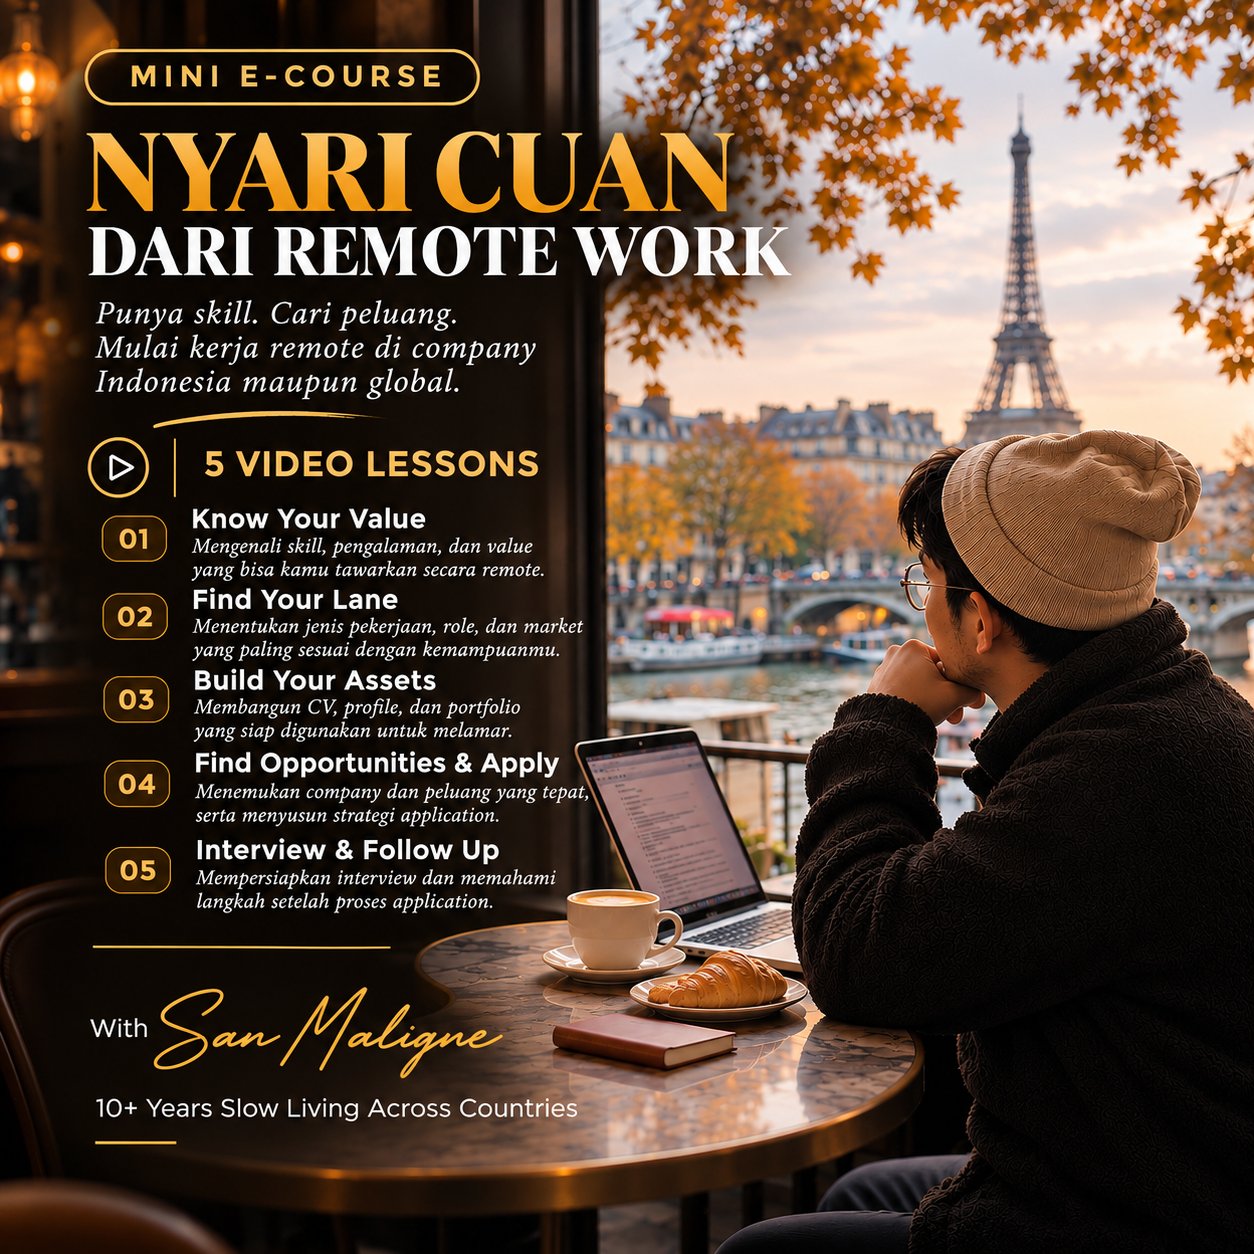 MINI E-COURSE
NYARI CUAN
DARI REMOTE WORK
Punya skill. Cari peluang.
Mulai kerja remote di company
Indonesia maupun global.
5 VIDEO LESSONS
01
Know Your Value
Mengenali skill, pengalaman, dan value
yang bisa kamu tawarkan secara remote.
02
Find Your Lane
Menentukan jenis pekerjaan, role, dan market
yang paling sesuai dengan kemampuanmu.
03
Build Your Assets
Membangun CV, profile, dan portfolio
yang siap digunakan untuk melamar.
04
Find Opportunities & Apply
Menemukan company dan peluang yang tepat,
serta menyusun strategi application.
05
Interview & Follow Up
Mempersiapkan interview dan memahami
langkah setelah proses application.
With San Maligne
10+ Years Slow Living Across Countries